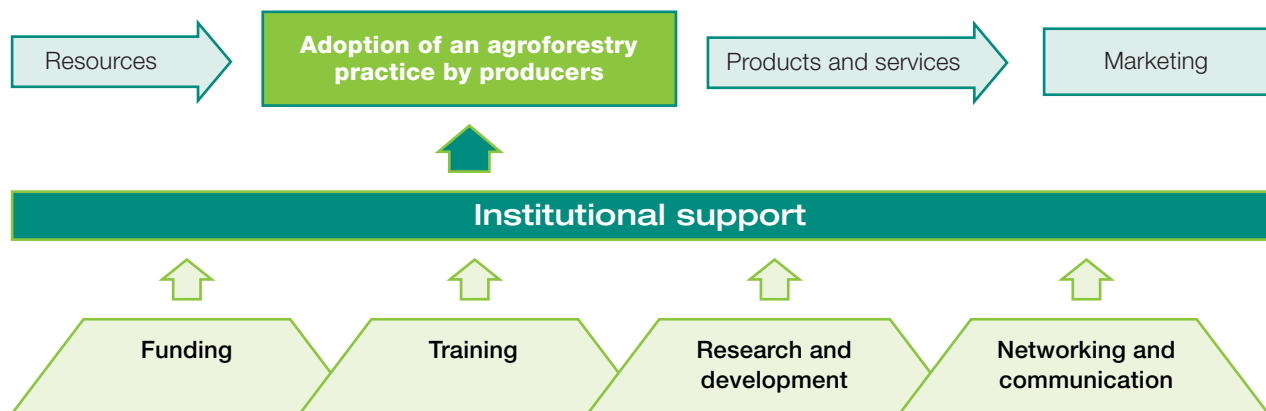 Resources
Adoption of an agroforestry
practice by producers
Products and services
Marketing
Institutional support
Funding
Training
Research and
development
Networking and
communication